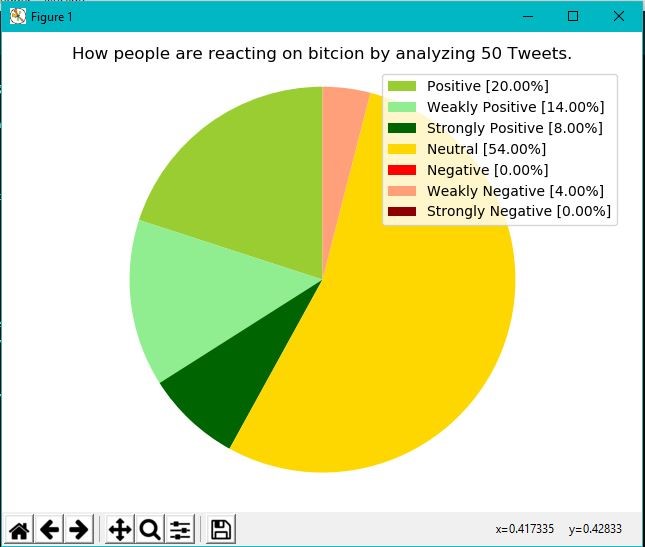 Figure 1
How people are reacting on bitcion by analyzing 50 Tweets.
Positive [20.00%]
Weakly Positive [14.00%]
Strongly Positive [8.00%]
Neutral [54.00%]
Negative [0.00%]
Weakly Negative [4.00%]
Strongly Negative [0.00%]
x=0.417335 y=0.42833